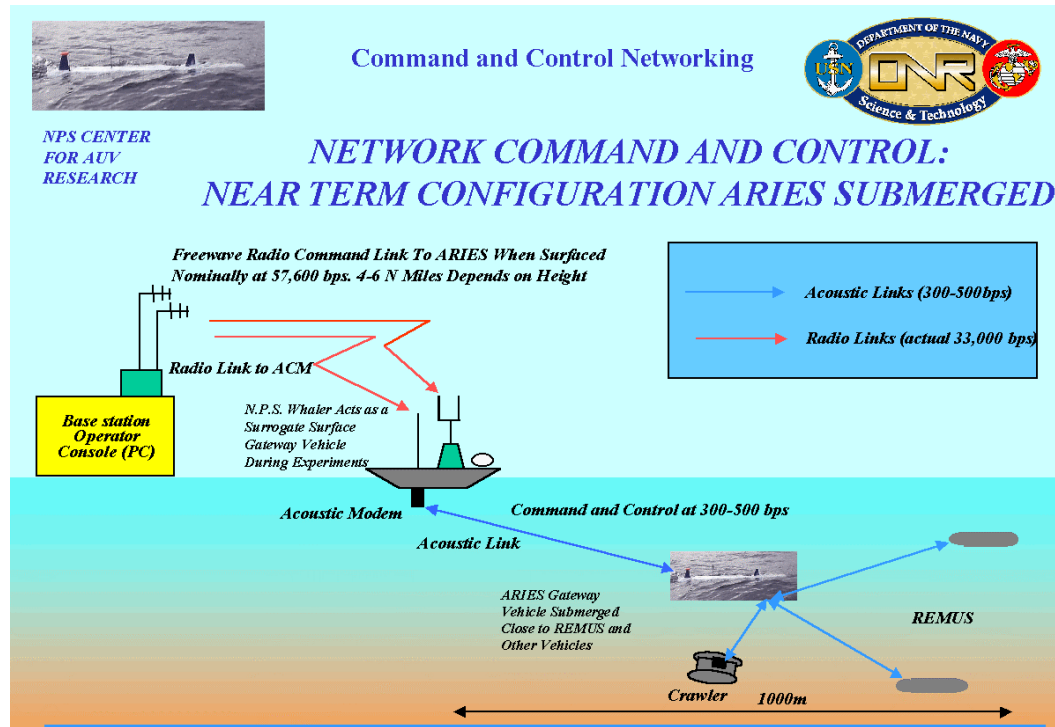 Command and Control Networking
DEPARTMENT OF THE NAVY
USN
ONR
Science & Technology
NPS CENTER
FOR AUV
RESEARCH
NETWORK COMMAND AND CONTROL:
NEAR TERM CONFIGURATION ARIES SUBMERGED
Freewave Radio Command Link To ARIES When Surfaced
Nominally at 57,600 bps. 4-6 N Miles Depends on Height
Acoustic Links (300-500bps)
Radio Links (actual 33,000 bps)
Radio Link to ACM
Base station
Operator
Console (PC)
N.P.S. Whaler Acts as a
Surrogate Surface
Gateway Vehicle
During Experiments
Acoustic Modem
Command and Control at 300-500 bps
Acoustic Link
ARIES Gateway
Vehicle Submerged
Close to REMUS and
Other Vehicles
REMUS
Crawler
1000m